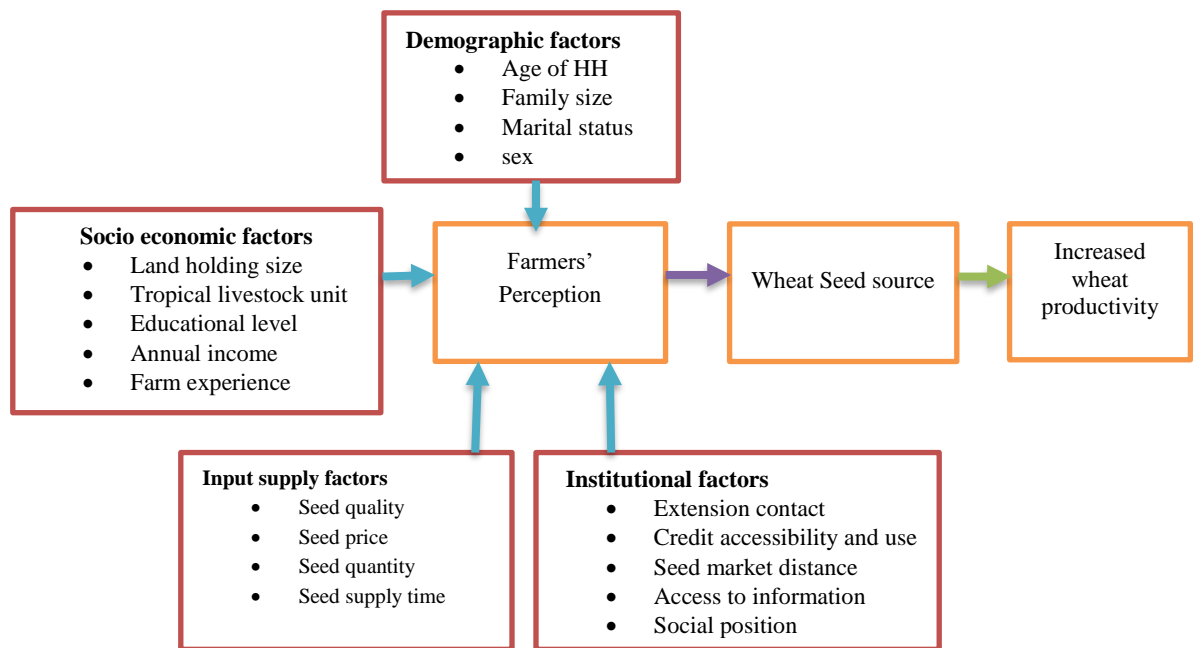 Demographic factors
• Age of HH
• Family size
• Marital status
• sex
Socio economic factors
• Land holding size
• Tropical livestock unit
• Educational level
• Annual income
• Farm experience
Farmers’
Perception
Wheat Seed source
Increased
wheat
productivity
Input supply factors
• Seed quality
• Seed price
• Seed quantity
• Seed supply time
Institutional factors
• Extension contact
• Credit accessibility and use
• Seed market distance
• Access to information
• Social position